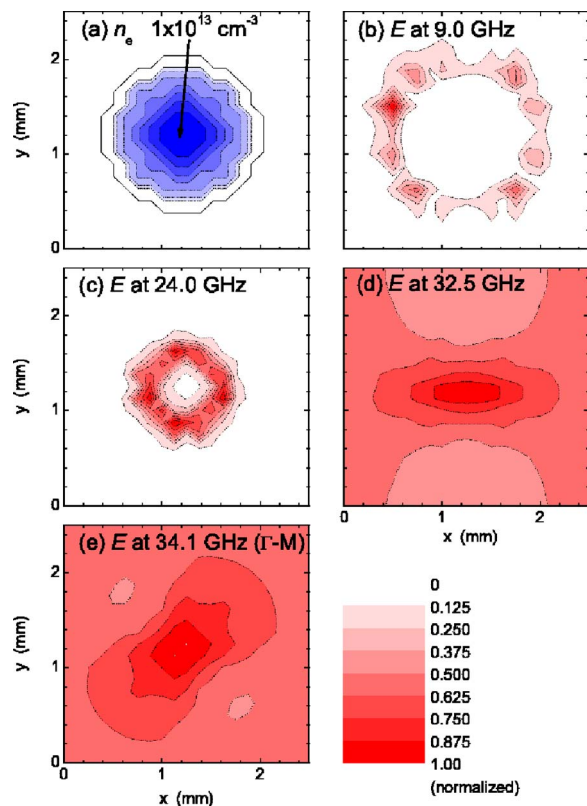 (a) nₑ 1x10¹³ cm⁻³
(b) E at 9.0 GHz
2
1
0
y (mm)
2
1
0
y (mm)
(c) E at 24.0 GHz
(d) E at 32.5 GHz
0 1 2
x (mm)
(e) E at 34.1 GHz (Γ-M)
2
1
0
y (mm)
0 1 2
x (mm)
0
0.125
0.250
0.375
0.500
0.625
0.750
0.875
1.00
(normalized)